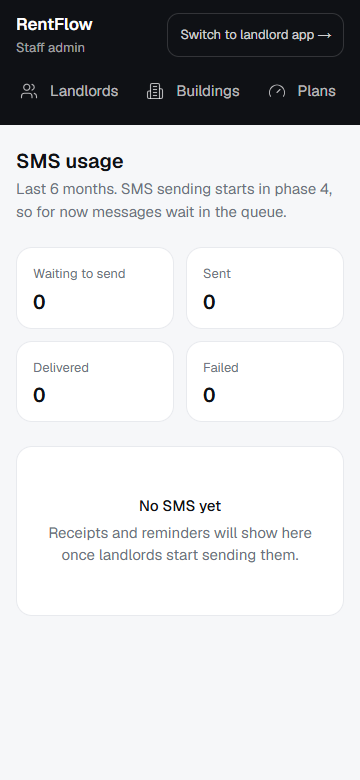 RentFlow
Staff admin
Switch to landlord app →
Landlords
Buildings
Plans
SMS usage
Last 6 months. SMS sending starts in phase 4,
so for now messages wait in the queue.
Waiting to send
0
Sent
0
Delivered
0
Failed
0
No SMS yet
Receipts and reminders will show here
once landlords start sending them.